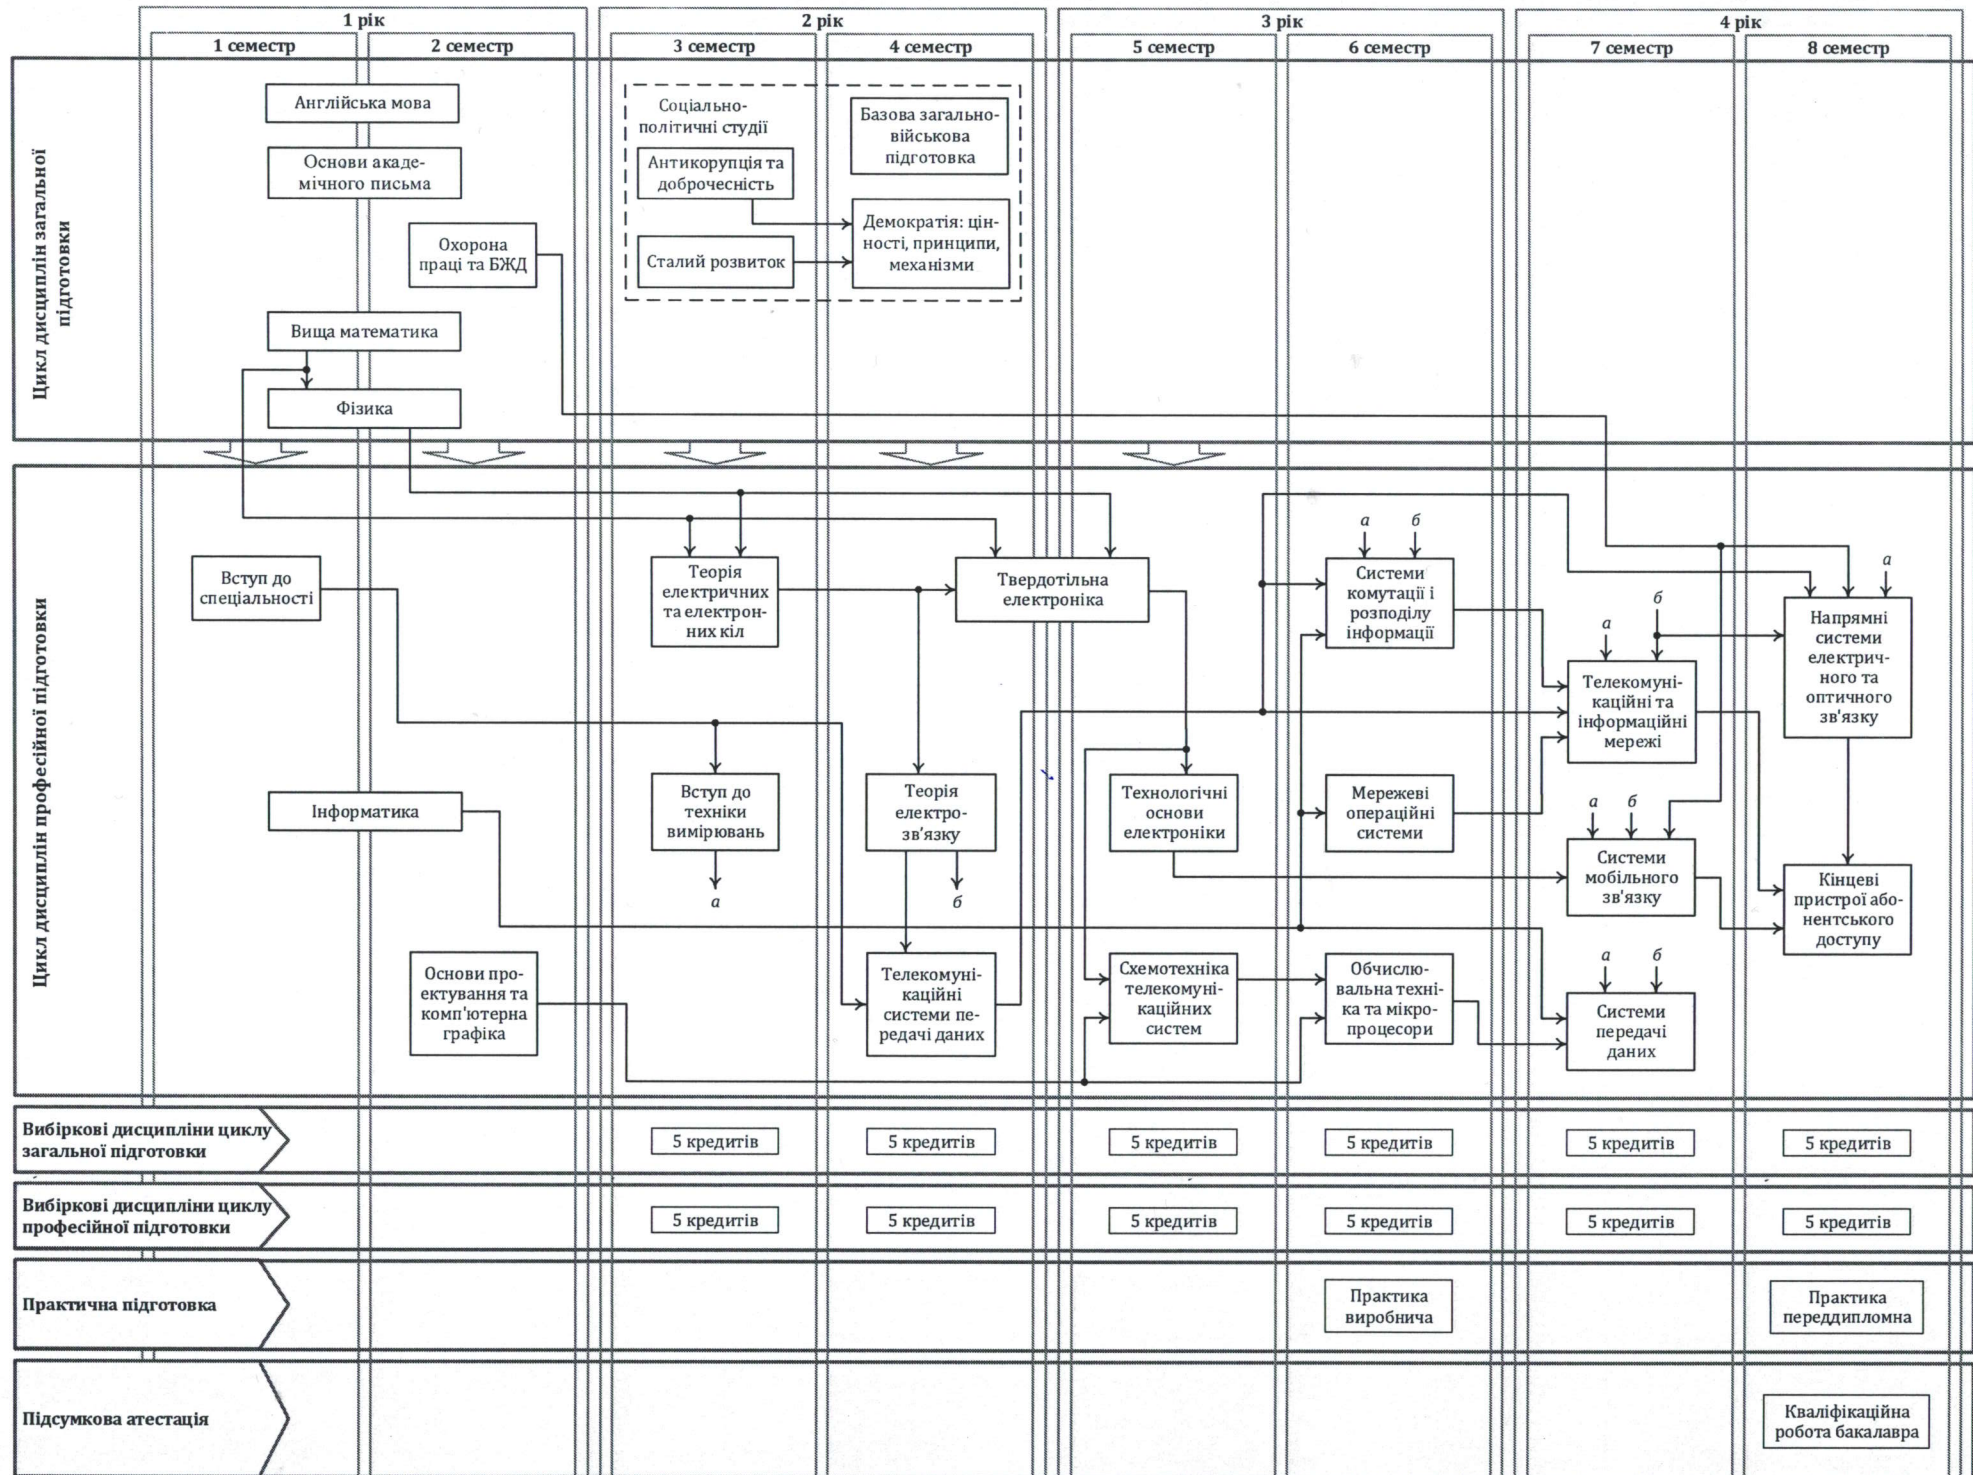 1 рік
2 рік
3 рік
4 рік
1 семестр
2 семестр
3 семестр
4 семестр
5 семестр
6 семестр
7 семестр
8 семестр
Цикл дисциплін загальної
підготовки
Англійська мова
Основи акаде-
мічного письма
Охорона
праці та БЖД
Вища математика
Фізика
Соціально-
політичні студії
Антикорупція та
доброчесність
Сталий розвиток
Базова загально-
військова
підготовка
Демократія: цін-
ності, принципи,
механізми
Цикл дисциплін професійної підготовки
Вступ до
спеціальності
Інформатика
Основи про-
ектування та
комп'ютерна
графіка
Теорія
електричних
та електрон-
них кіл
Вступ до
техніки
вимірювань
а
Твердотільна
електроніка
Теорія
електро-
зв'язку
б
Телекомуні-
каційні
системи пе-
редачі даних
Технологічні
основи
електроніки
Схемотехніка
телекомуні-
каційних
систем
а
б
Системи
комутації і
розподілу
інформації
Мережеві
операційні
системи
Обчислю-
вальна техні-
ка та мікро-
процесори
а
б
Телекомуні-
каційні та
інформаційні
мережі
а
б
Системи
мобільного
зв'язку
а
б
Системи
передачі
даних
а
Напрямні
системи
електрич-
ного та
оптичного
зв'язку
Кінцеві
пристрої або-
нентського
доступу
Вибіркові дисципліни циклу
загальної підготовки
5 кредитів
5 кредитів
5 кредитів
5 кредитів
5 кредитів
5 кредитів
Вибіркові дисципліни циклу
професійної підготовки
5 кредитів
5 кредитів
5 кредитів
5 кредитів
5 кредитів
5 кредитів
Практична підготовка
Практика
виробнича
Практика
переддипломна
Підсумкова атестація
Кваліфікаційна
робота бакалавра